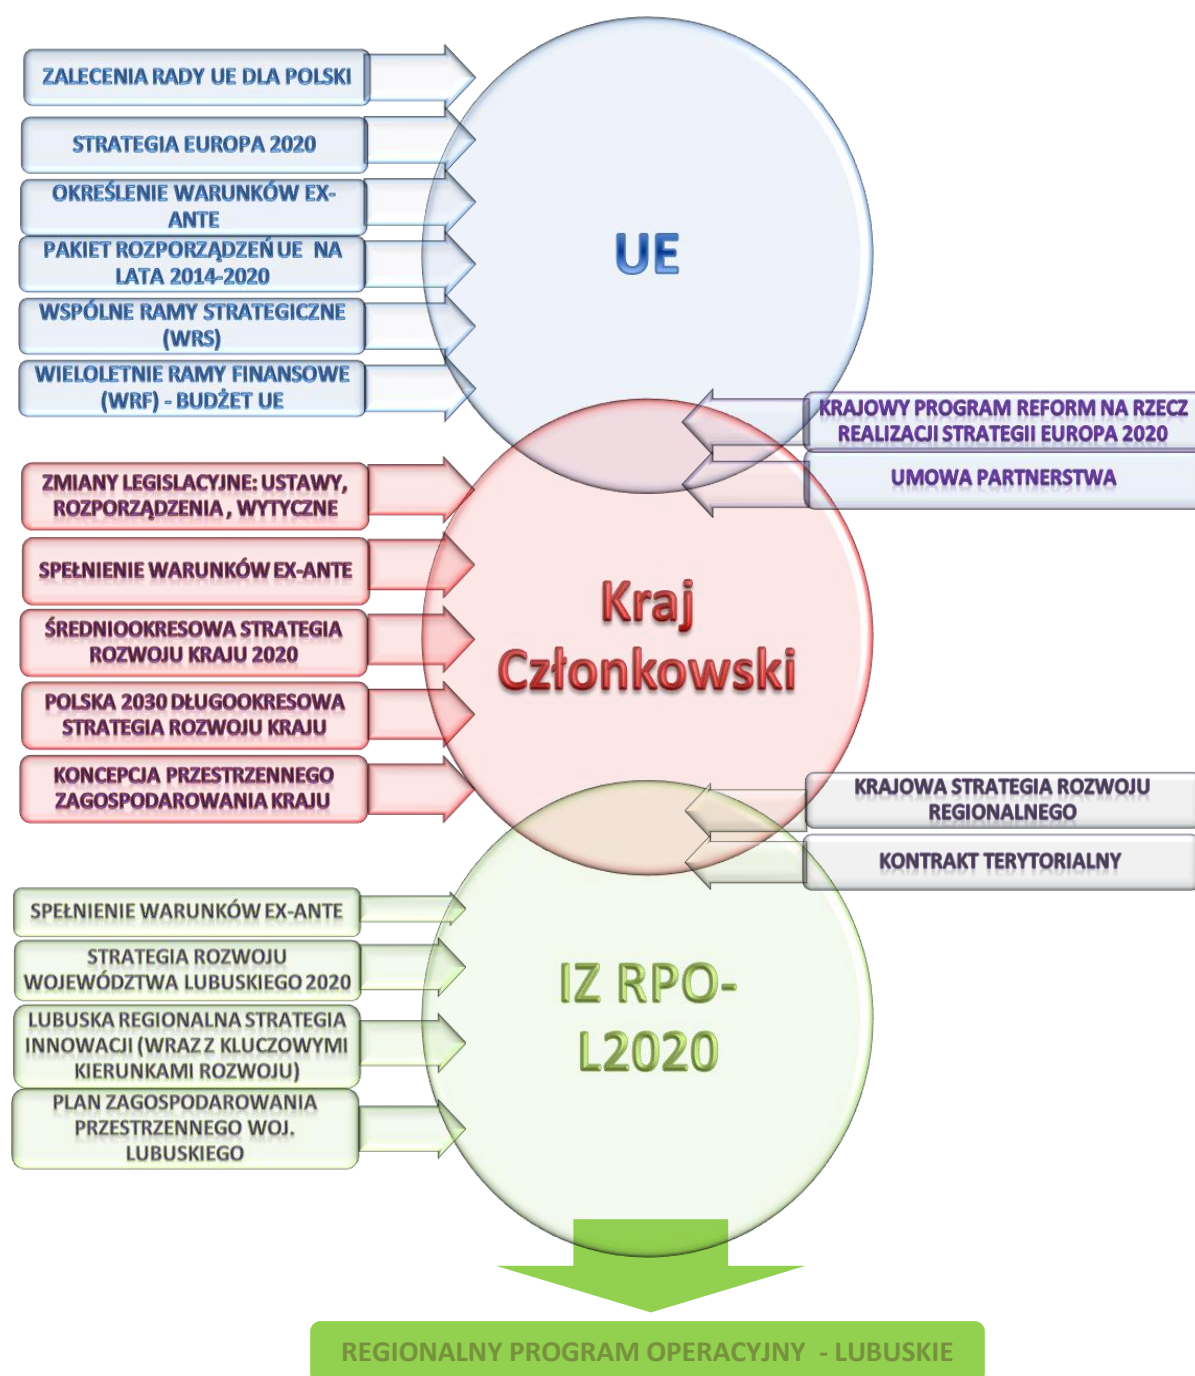 ZALECENIA RADY UE DLA POLSKI
STRATEGIA EUROPA 2020
OKREŚLENIE WARUNKÓW EX-
ANTE
PAKIET ROZPORZĄDZEŃ UE NA
LATA 2014-2020
WSPÓLNE RAMY STRATEGICZNE
(WRS)
WIELOLETNIE RAMY FINANSOWE
(WRF) - BUDŻET UE
UE
KRAJOWY PROGRAM REFORM NA RZECZ
REALIZACJI STRATEGII EUROPA 2020
UMOWA PARTNERSTWA
ZMIANY LEGISLACYJNE: USTAWY,
ROZPORZĄDZENIA , WYTYCZNE
SPEŁNIENIE WARUNKÓW EX-ANTE
ŚREDNIOOKRESOWA STRATEGIA
ROZWOJU KRAJU 2020
POLSKA 2030 DŁUGOOKRESOWA
STRATEGIA ROZWOJU KRAJU
KONCEPCJA PRZESTRZENNEGO
ZAGOSPODAROWANIA KRAJU
Kraj
Członkowski
KRAJOWA STRATEGIA ROZWOJU
REGIONALNEGO
KONTRAKT TERYTORIALNY
SPEŁNIENIE WARUNKÓW EX-ANTE
STRATEGIA ROZWOJU
WOJEWÓDZTWA LUBUSKIEGO 2020
LUBUSKA REGIONALNA STRATEGIA
INNOWACJI (WRAZ Z KLUCZOWYMI
KIERUNKAMI ROZWOJU)
PLAN ZAGOSPODAROWANIA
PRZESTRZENNEGO WOJ.
LUBUSKIEGO
IZ RPO-
L2020
REGIONALNY PROGRAM OPERACYJNY - LUBUSKIE